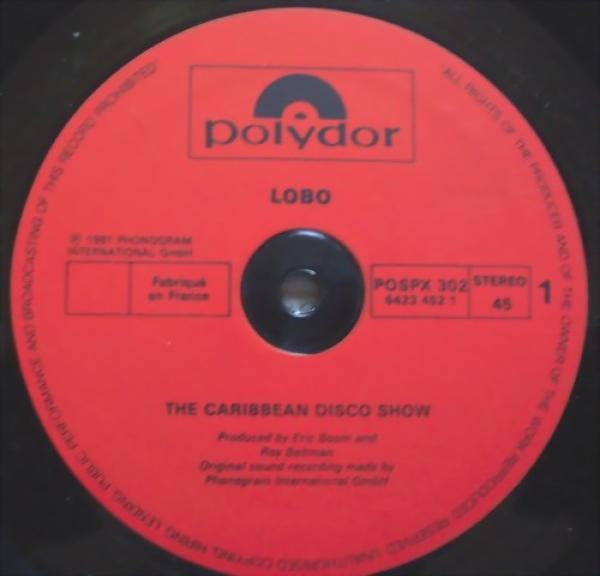 polydor
LOBO
℗ 1981 PHONOGRAM
INTERNATIONAL GmbH
Fabriqué
en France
POSPX 302
6423 452 1
STEREO
45
1
THE CARIBBEAN DISCO SHOW
Produced by Eric Boom and
Roy Beltman
Original sound recording made by
Phonogram International GmbH
"ALL RIGHTS OF THE PRODUCER AND OF THE OWNER OF THE WORK REPRODUCED RESERVED UNAUTHORISED COPYING, HIRING, LENDING, PUBLIC PERFORMANCE AND BROADCASTING OF THIS RECORD PROHIBITED"